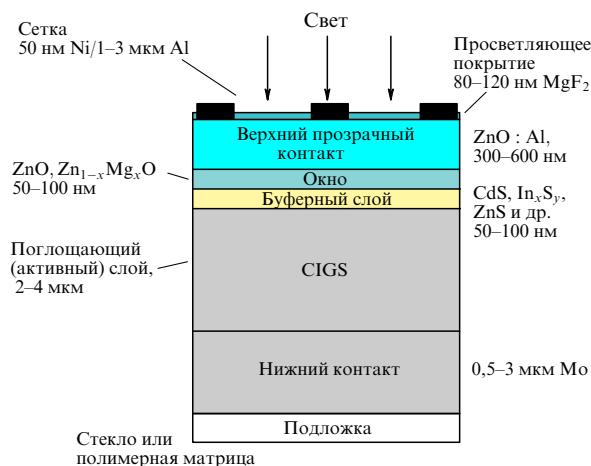 Свет
Сетка
50 нм Ni/1–3 мкм Al
Просветляющее
покрытие
80–120 нм MgF₂
Верхний прозрачный
контакт
ZnO : Al,
300–600 нм
ZnO, Zn₁₋ₓMgₓO
50–100 нм
Окно
Буферный слой
CdS, InₓSᵧ,
ZnS и др.
50–100 нм
Поглощающий
(активный) слой,
2–4 мкм
CIGS
Нижний контакт
0,5–3 мкм Mo
Подложка
Стекло или
полимерная матрица